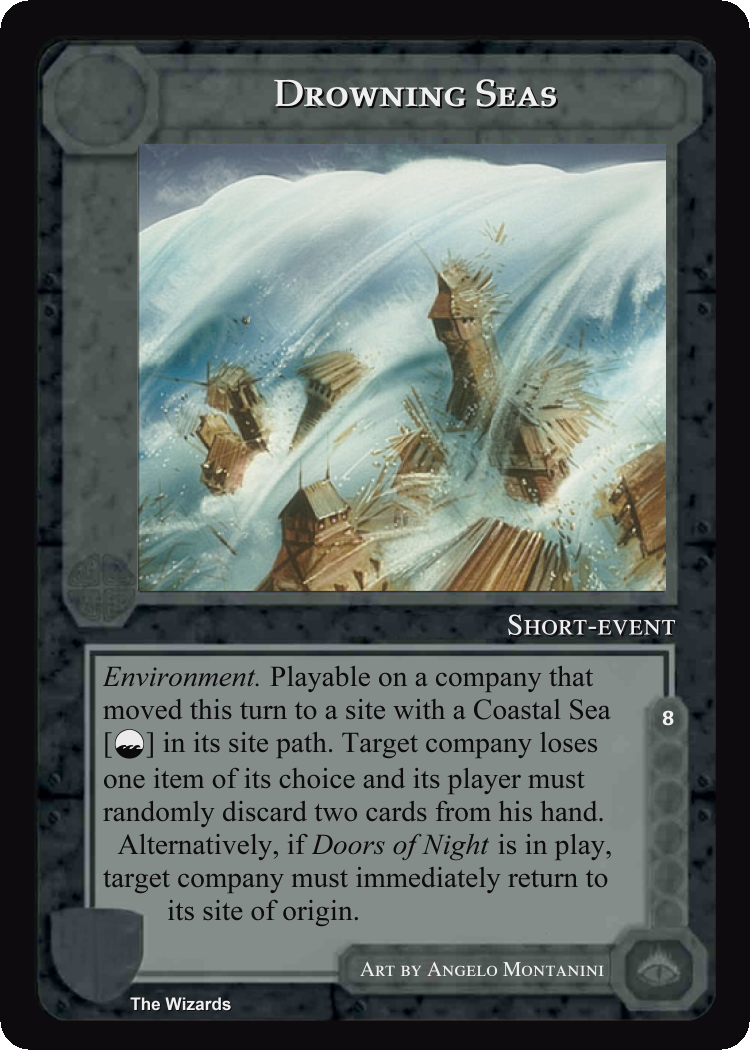 Drowning Seas
Short-event
Environment. Playable on a company that
moved this turn to a site with a Coastal Sea
[] in its site path. Target company loses
8
one item of its choice and its player must
randomly discard two cards from his hand.
Alternatively, if Doors of Night is in play,
target company must immediately return to
its site of origin.
Art by Angelo Montanini
The Wizards